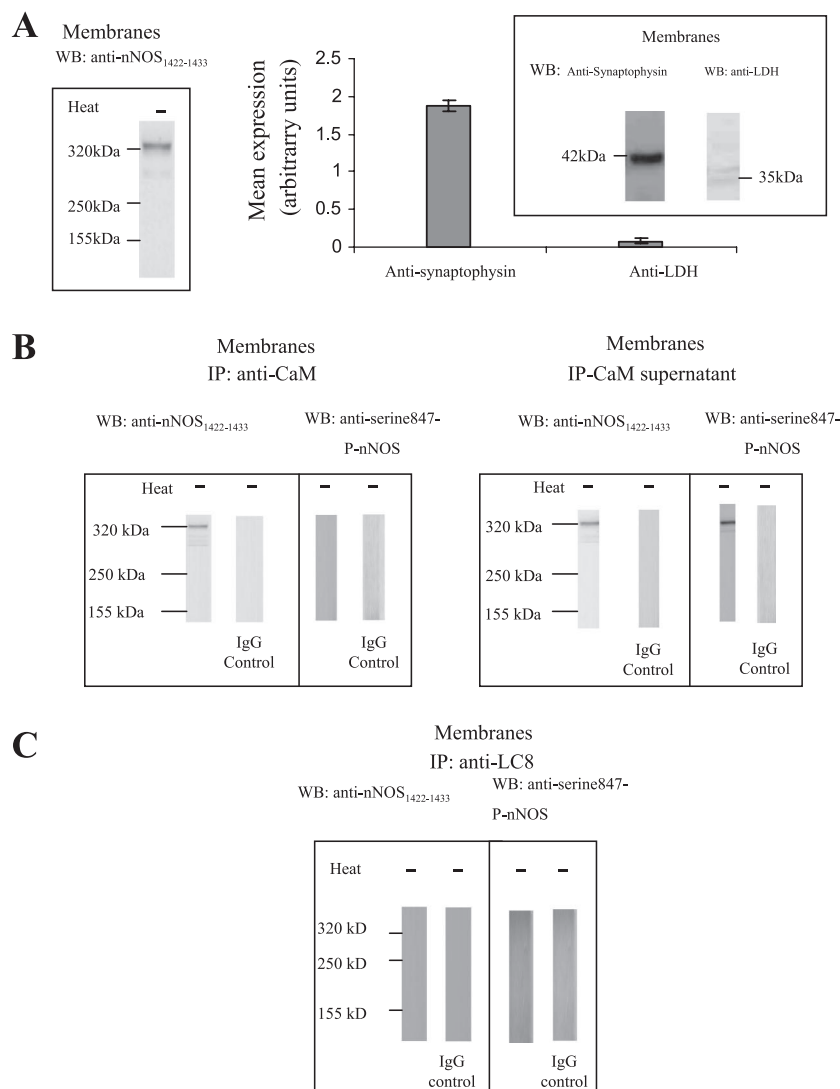 A
Membranes
WB: anti-nNOS1422-1433
Heat
–
320kDa
250kDa
155kDa
Mean expression
(arbitrarry units)
2.5
2
1.5
1
0.5
0
Anti-synaptophysin
Anti-LDH
Membranes
WB: Anti-Synaptophysin
WB: anti-LDH
42kDa
35kDa
B
Membranes
IP: anti-CaM
WB: anti-nNOS1422-1433
WB: anti-serine847-
P-nNOS
Heat – – – –
320 kDa
250 kDa
155 kDa
IgG
Control
IgG
Control
Membranes
IP-CaM supernatant
WB: anti-nNOS1422-1433
WB: anti-serine847-
P-nNOS
Heat – – – –
320 kDa
250 kDa
155 kDa
IgG
Control
IgG
Control
C
Membranes
IP: anti-LC8
WB: anti-nNOS1422-1433
WB: anti-serine847-
P-nNOS
Heat – – – –
320 kD
250 kD
155 kD
IgG
control
IgG
control